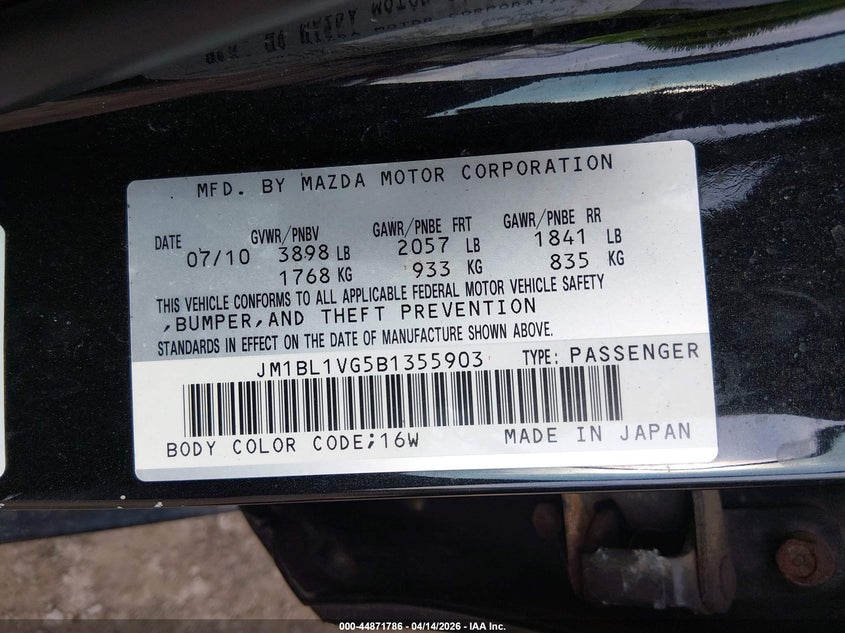 MFD. BY MAZDA MOTOR CORPORATION
GVWR/PNBV GAWR/PNBE FRT GAWR/PNBE RR
DATE 07/10 3898 LB 2057 LB 1841 LB
1768 KG 933 KG 835 KG
THIS VEHICLE CONFORMS TO ALL APPLICABLE FEDERAL MOTOR VEHICLE SAFETY
,BUMPER,AND THEFT PREVENTION
STANDARDS IN EFFECT ON THE DATE OF MANUFACTURE SHOWN ABOVE.
JM1BL1VG5B1355903 TYPE: PASSENGER
BODY COLOR CODE;16W MADE IN JAPAN
000-44871786 - 04/14/2026 - IAA Inc.